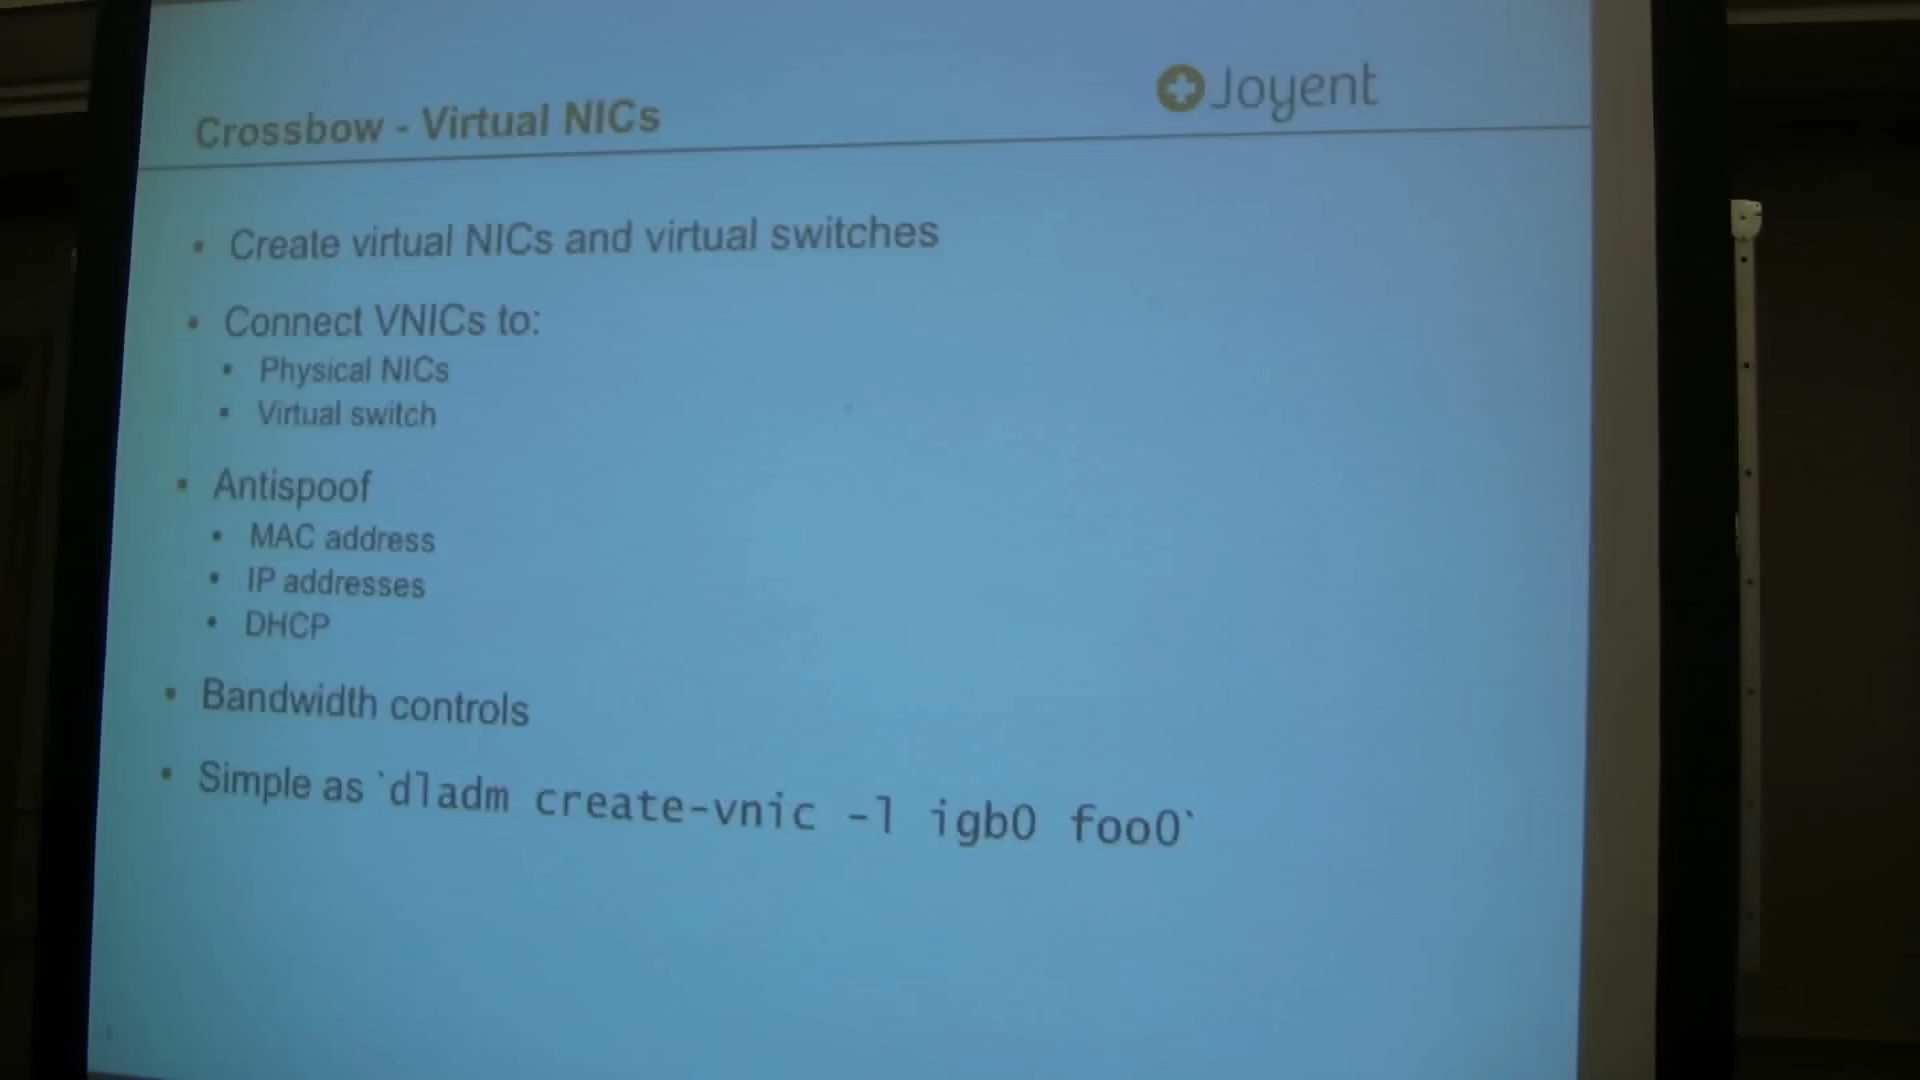 Crossbow - Virtual NICs
Joyent
• Create virtual NICs and virtual switches
• Connect VNICs to:
• Physical NICs
• Virtual switch
• Antispoof
• MAC address
• IP addresses
• DHCP
• Bandwidth controls
• Simple as `dladm create-vnic -l igb0 foo0`